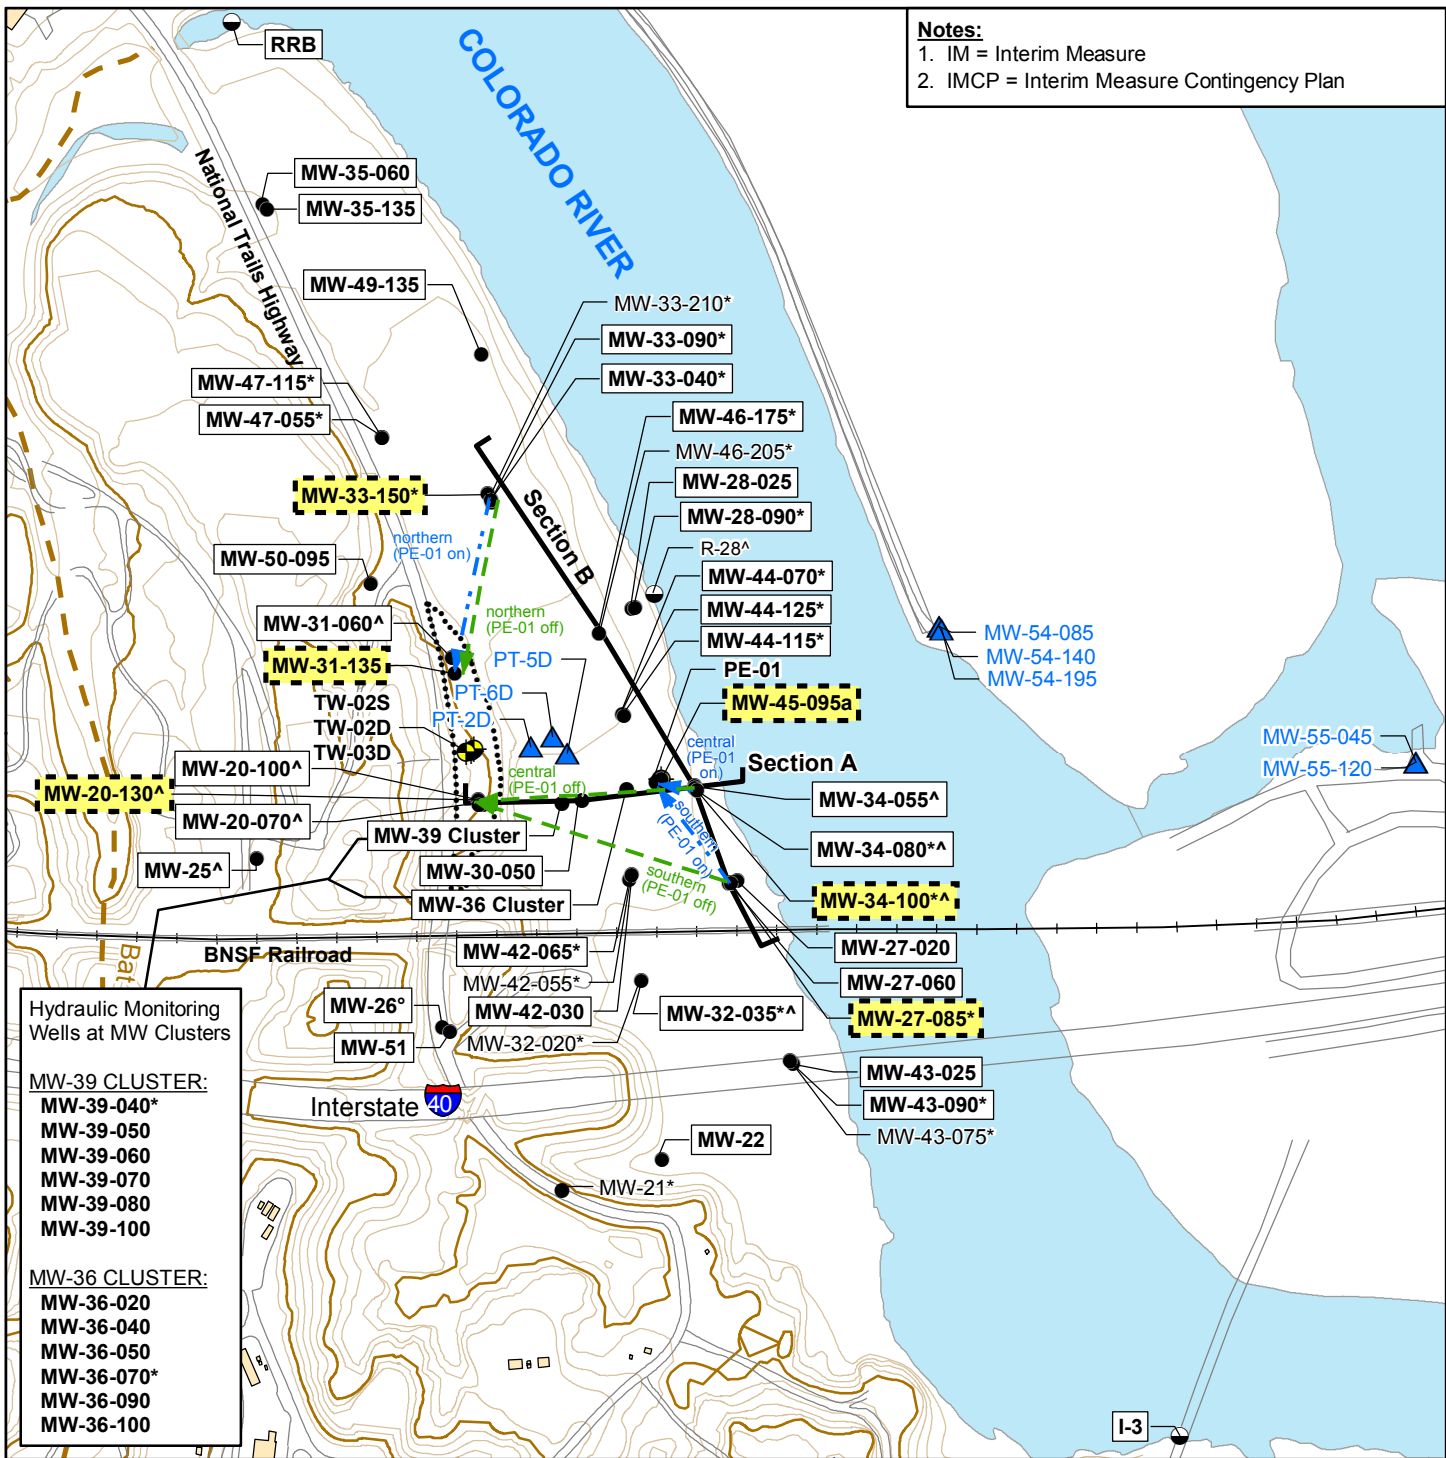 Notes:
1. IM = Interim Measure
2. IMCP = Interim Measure Contingency Plan
RRB
COLORADO RIVER
National Trails Highway
MW-35-060
MW-35-135
MW-49-135
MW-33-210*
MW-33-090*
MW-33-040*
MW-47-115*
MW-47-055*
MW-46-175*
MW-46-205*
MW-28-025
MW-28-090*
R-28^
MW-33-150*
Section B
northern
(PE-01 on)
MW-50-095
MW-44-070*
MW-44-125*
MW-44-115*
northern
(PE-01 off)
MW-31-060^
MW-31-135
PT-5D
PT-6D
PT-2D
PE-01
MW-45-095a
MW-54-085
MW-54-140
MW-54-195
TW-02S
TW-02D
TW-03D
MW-55-045
MW-55-120
central
(PE-01
on)
Section A
central
(PE-01 off)
MW-20-100^
MW-20-130^
MW-20-070^
MW-34-055^
MW-34-080*^
MW-34-100*^
southern
(PE-01 on)
southern
(PE-01 off)
MW-39 Cluster
MW-30-050
MW-36 Cluster
MW-25^
BNSF Railroad
Bat
MW-27-020
MW-27-060
MW-27-085*
MW-42-065*
MW-42-055*
MW-42-030
MW-26°
MW-51
MW-32-035*^
MW-32-020*
Interstate 40
MW-43-025
MW-43-090*
MW-43-075*
MW-22
MW-21*
I-3
Hydraulic Monitoring
Wells at MW Clusters
MW-39 CLUSTER:
MW-39-040*
MW-39-050
MW-39-060
MW-39-070
MW-39-080
MW-39-100
MW-36 CLUSTER:
MW-36-020
MW-36-040
MW-36-050
MW-36-070*
MW-36-090
MW-36-100